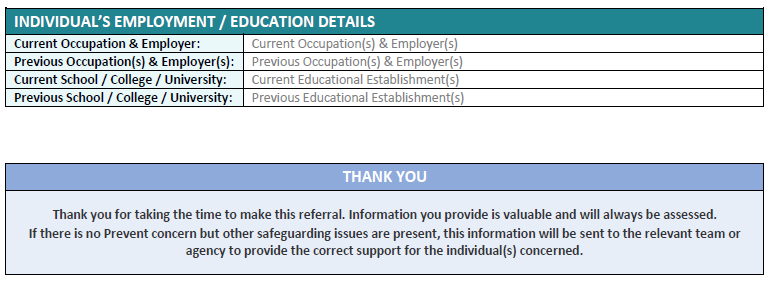 INDIVIDUAL'S EMPLOYMENT / EDUCATION DETAILS
Current Occupation & Employer: Current Occupation(s) & Employer(s)
Previous Occupation(s) & Employer(s): Previous Occupation(s) & Employer(s)
Current School / College / University: Current Educational Establishment(s)
Previous School / College / University: Previous Educational Establishment(s)
THANK YOU
Thank you for taking the time to make this referral. Information you provide is valuable and will always be assessed.
If there is no Prevent concern but other safeguarding issues are present, this information will be sent to the relevant team or
agency to provide the correct support for the individual(s) concerned.